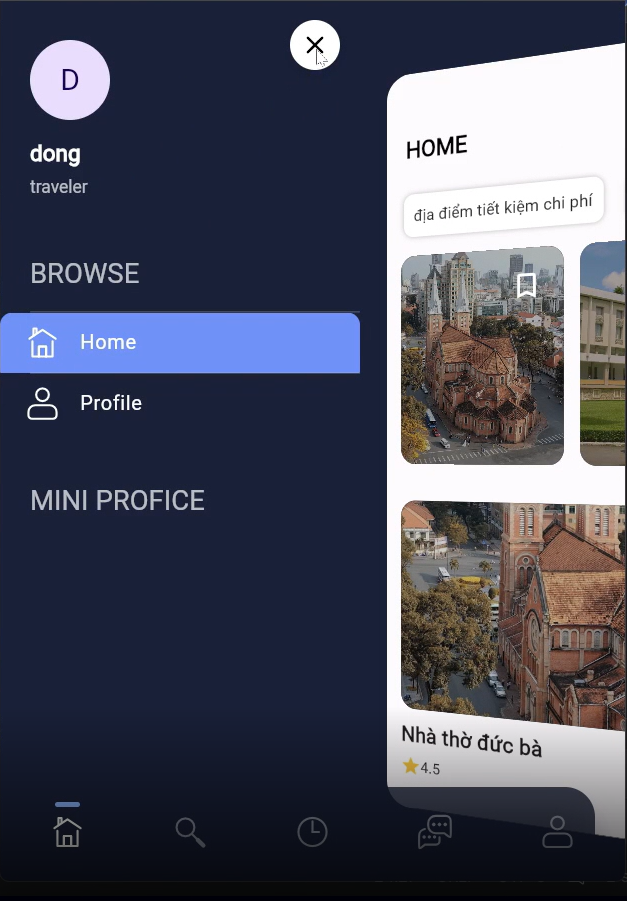 D
dong
traveler
BROWSE
Home
Profile
MINI PROFICE
HOME
địa điểm tiết kiệm chi phí
Nhà thờ đức bà
4.5